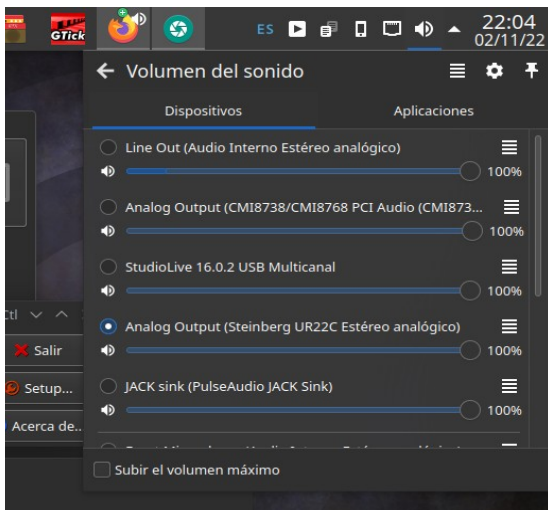 GTick
ES
22:04
02/11/22
Volumen del sonido
Dispositivos
Aplicaciones
Line Out (Audio Interno Estéreo analógico)
100%
Analog Output (CMI8738/CMI8768 PCI Audio (CMI873...
100%
StudioLive 16.0.2 USB Multicanal
100%
Analog Output (Steinberg UR22C Estéreo analógico)
100%
JACK sink (PulseAudio JACK Sink)
100%
Subir el volumen máximo
Ctl
Salir
Setup...
Acerca de..